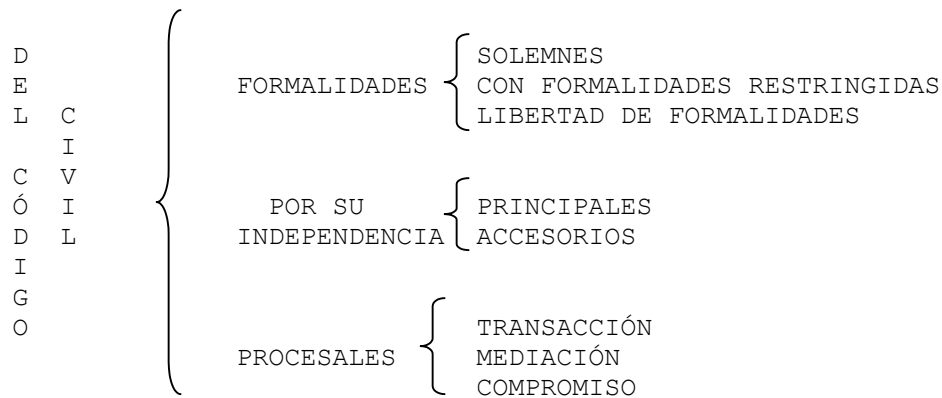 DEL CÓDIGO
CIVIL
FORMALIDADES
SOLEMNES
CON FORMALIDADES RESTRINGIDAS
LIBERTAD DE FORMALIDADES
POR SU
INDEPENDENCIA
PRINCIPALES
ACCESORIOS
PROCESALES
TRANSACCIÓN
MEDIACIÓN
COMPROMISO